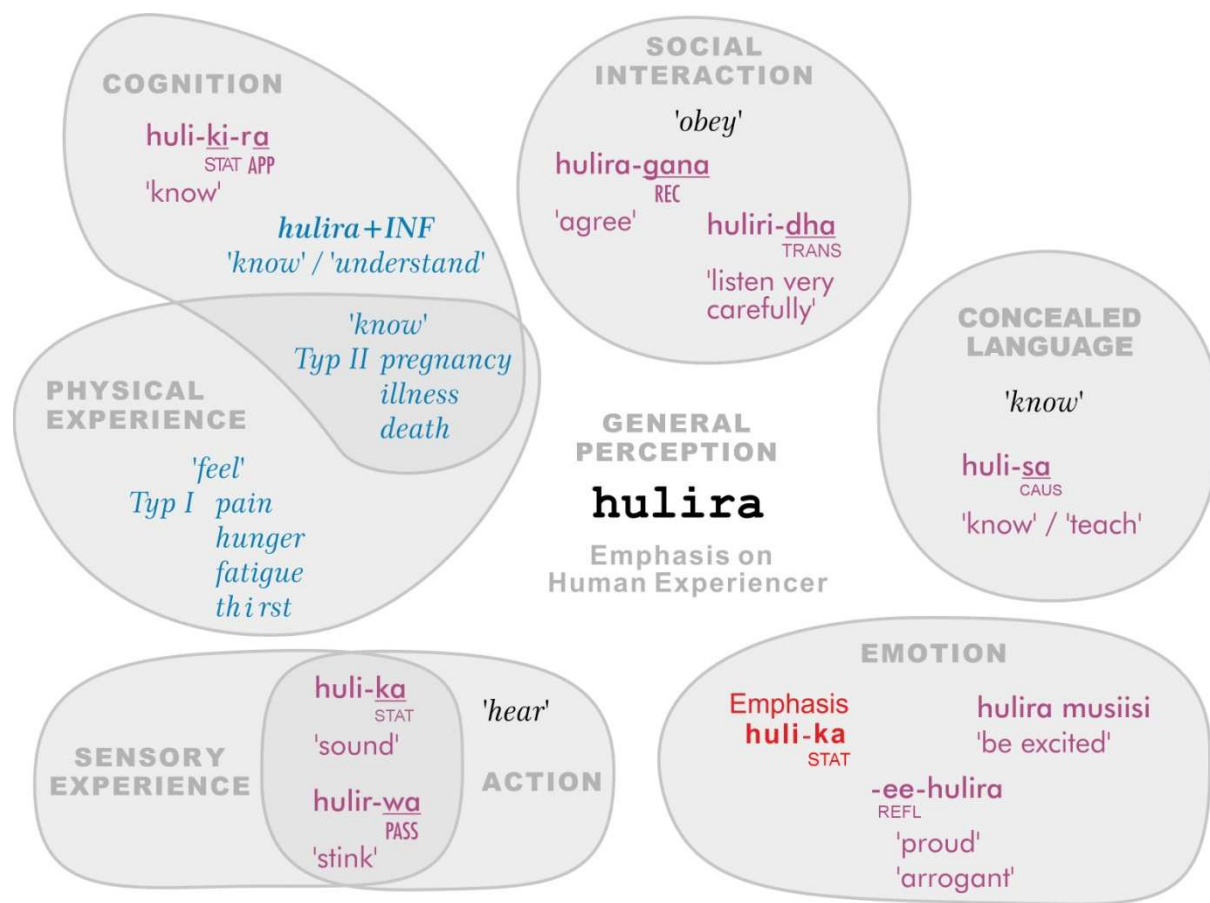 COGNITION
huli-ki-ra
STAT APP
'know'
hulira+INF
'know' / 'understand'
'know'
Typ II pregnancy
illness
death
PHYSICAL
EXPERIENCE
'feel'
Typ I pain
hunger
fatigue
thirst
SOCIAL
INTERACTION
'obey'
hulira-gana
REC
'agree'
huliri-dha
TRANS
'listen very
carefully'
GENERAL
PERCEPTION
hulira
Emphasis on
Human Experiencer
CONCEALED
LANGUAGE
'know'
huli-sa
CAUS
'know' / 'teach'
SENSORY
EXPERIENCE
huli-ka
STAT
'sound'
hulir-wa
PASS
'stink'
'hear'
ACTION
EMOTION
Emphasis
huli-ka
STAT
hulira musiisi
'be excited'
-ee-hulira
REFL
'proud'
'arrogant'